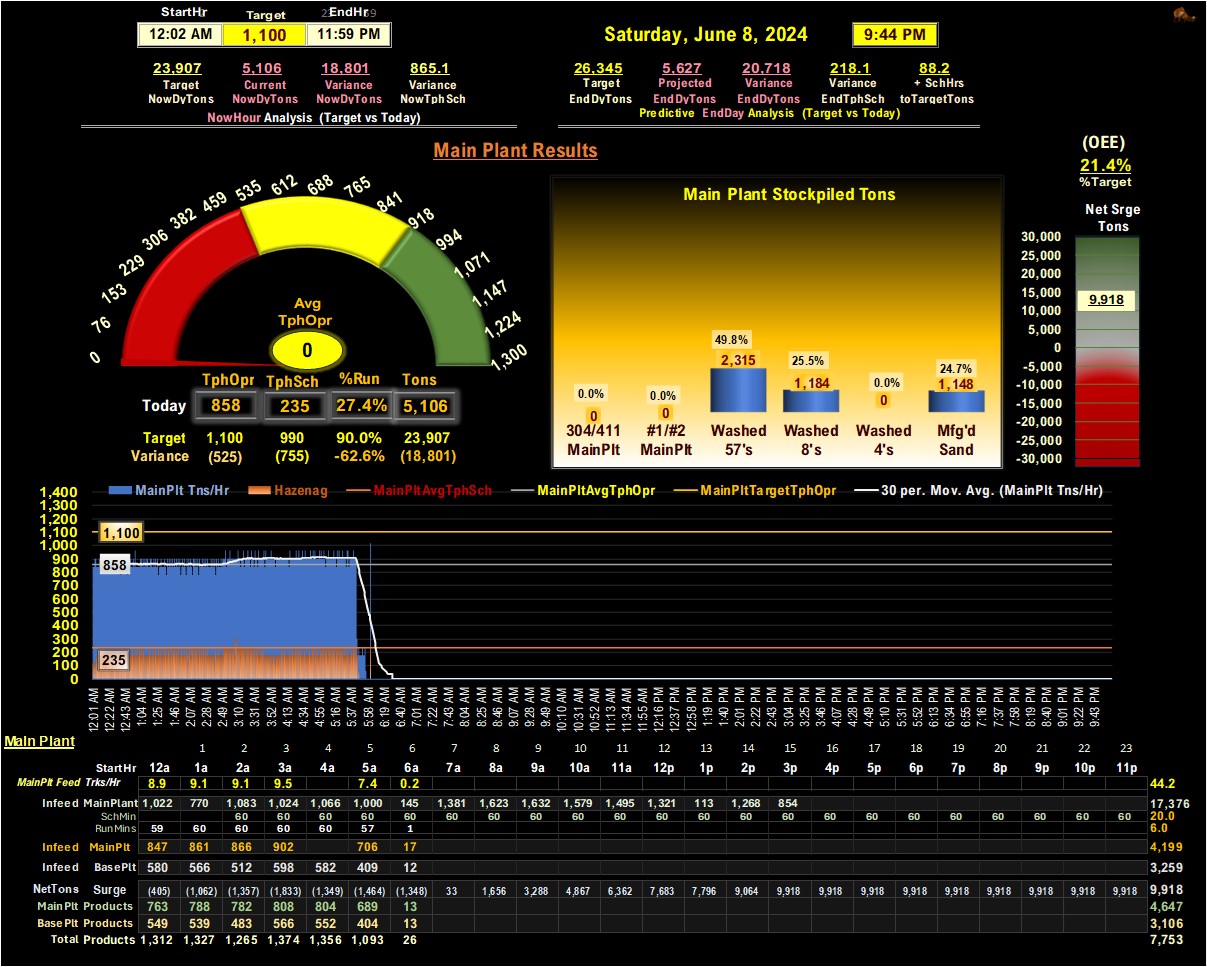 StartHr Target EndHr
12:02 AM 1,100 11:59 PM
Saturday, June 8, 2024 9:44 PM
23,907 5,106 18,801 865.1
Target Current Variance Variance
NowDyTons NowDyTons NowDyTons NowTphSch
NowHour Analysis (Target vs Today)
26,345 5,627 20,718 218.1 88.2
Target Projected Variance Variance + SchHrs
EndDyTons EndDyTons EndDyTons EndTphSch toTargetTons
Predictive EndDay Analysis (Target vs Today)
Main Plant Results
(OEE)
21.4%
%Target
0 76 153 229 306 382 459 535 612 688 765 841 918 994 1,071 1,147 1,224 1,300
Avg
TphOpr
0
TphOpr TphSch %Run Tons
Today 858 235 27.4% 5,106
Target 1,100 990 90.0% 23,907
Variance (525) (755) -62.6% (18,801)
Main Plant Stockpiled Tons
0.0% 0.0% 49.8% 25.5% 0.0% 24.7%
0 0 2,315 1,184 0 1,148
304/411 #1/#2 Washed Washed Washed Mfg'd
MainPlt MainPlt 57's 8's 4's Sand
Net Srge
Tons
30,000
25,000
20,000
15,000
9,918
10,000
5,000
0
-5,000
-10,000
-15,000
-20,000
-25,000
-30,000
MainPlt Tns/Hr Hazenag MainPltAvgTphSch MainPltAvgTphOpr MainPltTargetTphOpr 30 per. Mov. Avg. (MainPlt Tns/Hr)
1,400
1,300
1,200
1,100
1,000
900
800
700
600
500
400
300
200
100
0
1,100
858
235
12:01 AM 12:22 AM 12:43 AM 1:04 AM 1:25 AM 1:46 AM 2:07 AM 2:28 AM 2:49 AM 3:10 AM 3:31 AM 3:52 AM 4:13 AM 4:34 AM 4:55 AM 5:16 AM 5:37 AM 5:58 AM 6:19 AM 6:40 AM 7:01 AM 7:22 AM 7:43 AM 8:04 AM 8:25 AM 8:46 AM 9:07 AM 9:28 AM 9:49 AM 10:10 AM 10:31 AM 10:52 AM 11:13 AM 11:34 AM 11:55 AM 12:16 PM 12:37 PM 12:58 PM 1:19 PM 1:40 PM 2:01 PM 2:22 PM 2:43 PM 3:04 PM 3:25 PM 3:46 PM 4:07 PM 4:28 PM 4:49 PM 5:10 PM 5:31 PM 5:52 PM 6:13 PM 6:34 PM 6:55 PM 7:16 PM 7:37 PM 7:58 PM 8:19 PM 8:40 PM 9:01 PM 9:22 PM 9:43 PM
Main Plant
1 2 3 4 5 6 7 8 9 10 11 12 13 14 15 16 17 18 19 20 21 22 23
StartHr 12a 1a 2a 3a 4a 5a 6a 7a 8a 9a 10a 11a 12p 1p 2p 3p 4p 5p 6p 7p 8p 9p 10p 11p
MainPlt Feed Trks/Hr 8.9 9.1 9.1 9.5 7.4 0.2 44.2
Infeed MainPlant 1,022 770 1,083 1,024 1,066 1,000 145 1,381 1,623 1,632 1,579 1,495 1,321 113 1,268 854 17,376
SchMin 60 60 60 60 60 60 60 60 60 60 60 60 60 60 60 60 60 60 60 60 60 60 20.0
RunMins 59 60 60 60 60 57 1 6.0
Infeed MainPlt 847 861 866 902 706 17 4,199
Infeed BasePlt 580 566 512 598 582 409 12 3,259
NetTons Surge (405) (1,062) (1,357) (1,833) (1,349) (1,464) (1,348) 33 1,656 3,288 4,867 6,362 7,683 7,796 9,064 9,918 9,918 9,918 9,918 9,918 9,918 9,918 9,918 9,918 9,918
MainPlt Products 763 788 782 808 804 689 13 4,647
BasePlt Products 549 539 483 566 552 404 13 3,106
Total Products 1,312 1,327 1,265 1,374 1,356 1,093 26 7,753